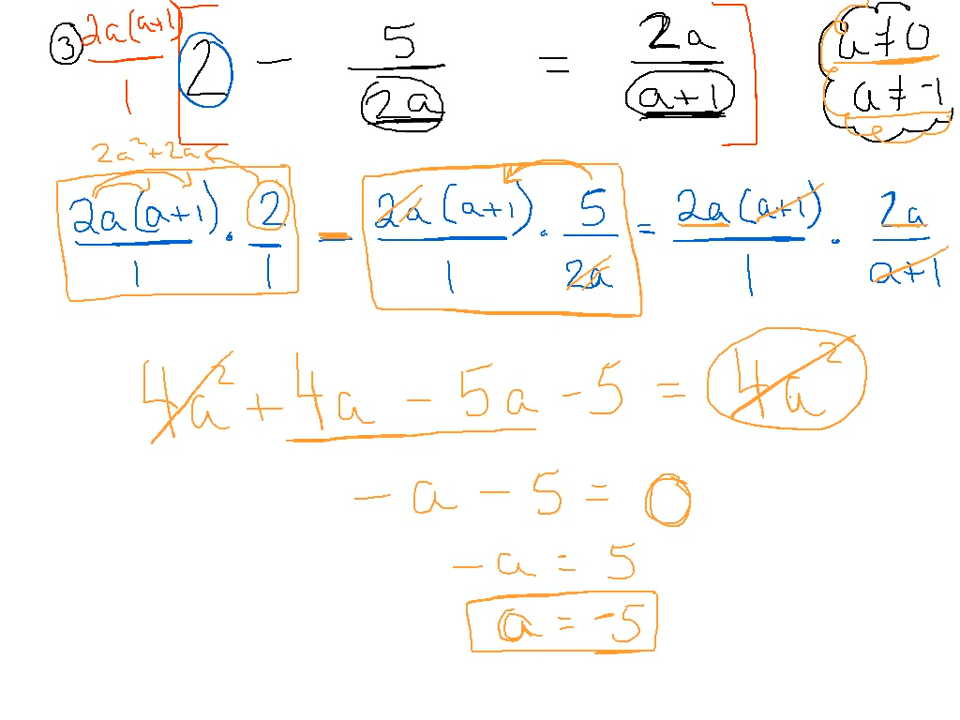 ③ 2a(a+1)/1 [2 - 5/2a = 2a/a+1] a ≠ 0
a ≠ -1
2a²+2a
2a(a+1)/1 · 2/1 - 2a(a+1)/1 · 5/2a = 2a(a+1)/1 · 2a/a+1
4a² + 4a - 5a - 5 = 4a²
-a - 5 = 0
-a = 5
a = -5